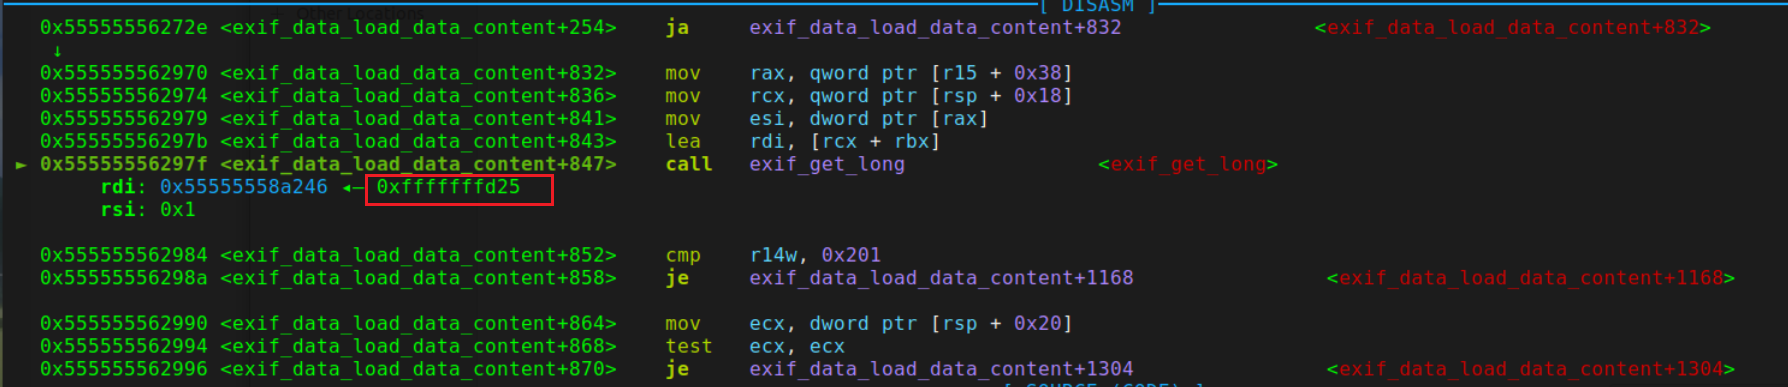 [ DISASM ]
0x55555556272e <exif_data_load_data_content+254> ja exif_data_load_data_content+832 <exif_data_load_data_content+832>
↓
0x555555562970 <exif_data_load_data_content+832> mov rax, qword ptr [r15 + 0x38]
0x555555562974 <exif_data_load_data_content+836> mov rcx, qword ptr [rsp + 0x18]
0x555555562979 <exif_data_load_data_content+841> mov esi, dword ptr [rax]
0x55555556297b <exif_data_load_data_content+843> lea rdi, [rcx + rbx]
► 0x55555556297f <exif_data_load_data_content+847> call exif_get_long <exif_get_long>
rdi: 0x55555558a246 ◂— 0xfffffffd25
rsi: 0x1
0x555555562984 <exif_data_load_data_content+852> cmp r14w, 0x201
0x55555556298a <exif_data_load_data_content+858> je exif_data_load_data_content+1168 <exif_data_load_data_content+1168>
0x555555562990 <exif_data_load_data_content+864> mov ecx, dword ptr [rsp + 0x20]
0x555555562994 <exif_data_load_data_content+868> test ecx, ecx
0x555555562996 <exif_data_load_data_content+870> je exif_data_load_data_content+1304 <exif_data_load_data_content+1304>